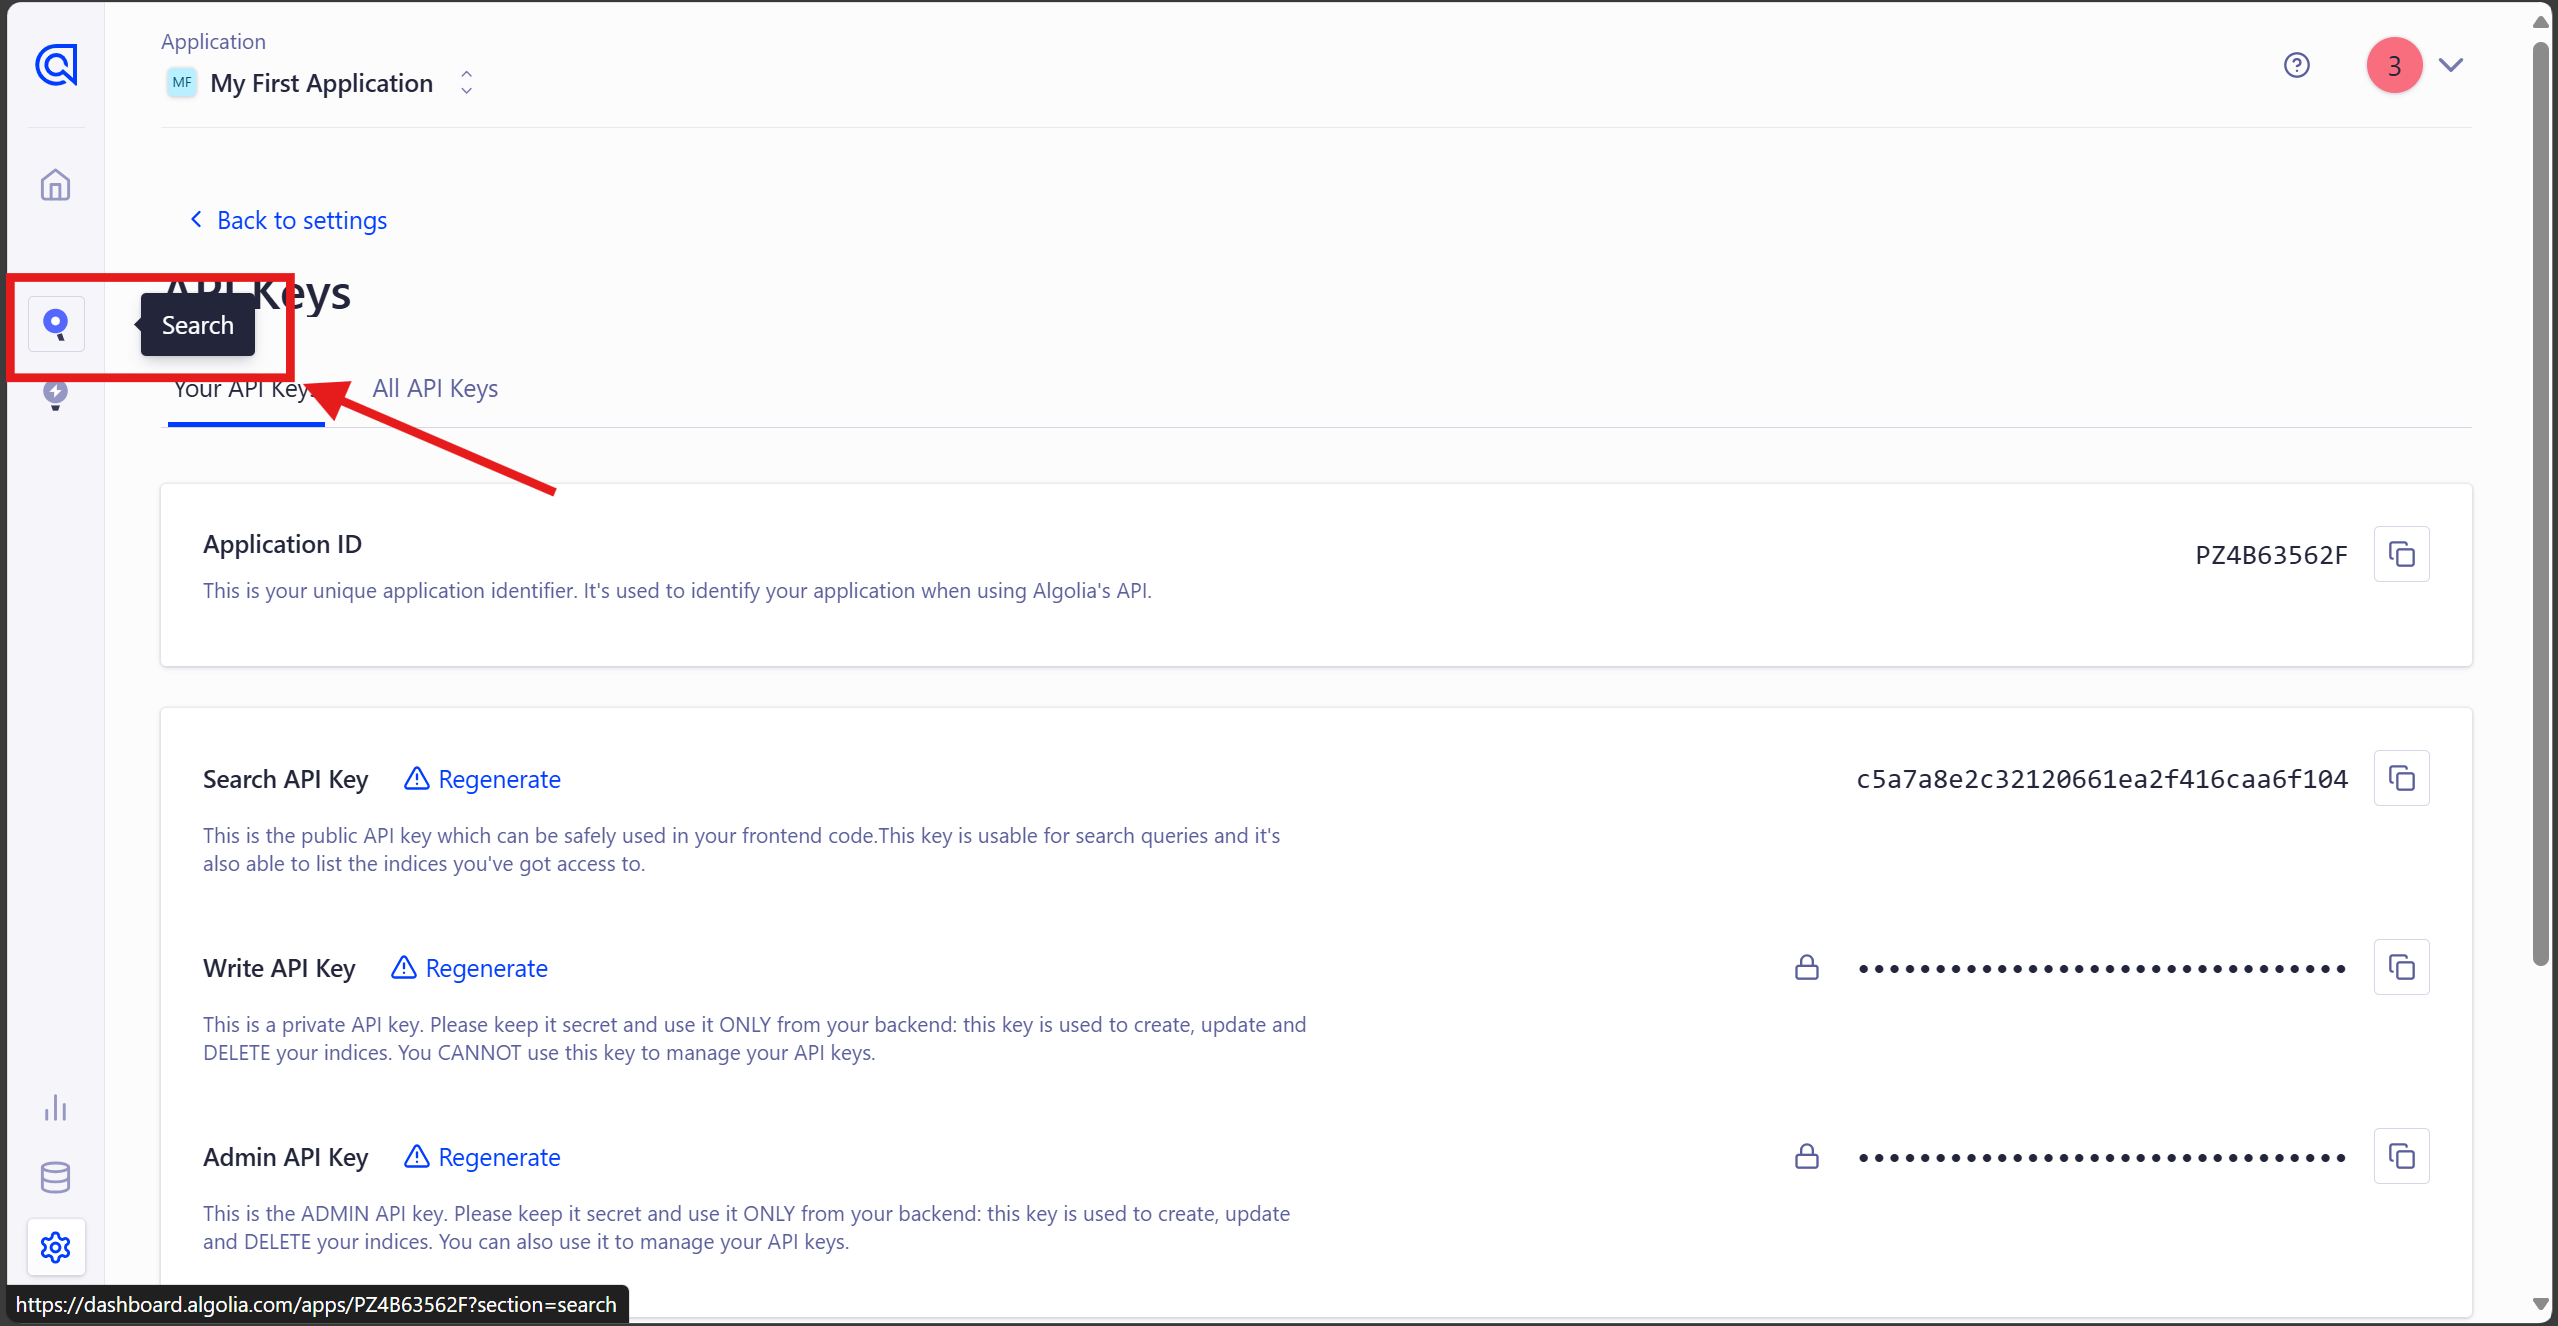 Application
MF My First Application
3
Back to settings
API Keys
Search
Your API Keys
All API Keys
Application ID
PZ4B63562F
This is your unique application identifier. It's used to identify your application when using Algolia's API.
Search API Key
Regenerate
c5a7a8e2c32120661ea2f416caa6f104
This is the public API key which can be safely used in your frontend code.This key is usable for search queries and it's
also able to list the indices you've got access to.
Write API Key
Regenerate
••••••••••••••••••••••••••••••••
This is a private API key. Please keep it secret and use it ONLY from your backend: this key is used to create, update and
DELETE your indices. You CANNOT use this key to manage your API keys.
Admin API Key
Regenerate
••••••••••••••••••••••••••••••••
This is the ADMIN API key. Please keep it secret and use it ONLY from your backend: this key is used to create, update
and DELETE your indices. You can also use it to manage your API keys.
https://dashboard.algolia.com/apps/PZ4B63562F?section=search